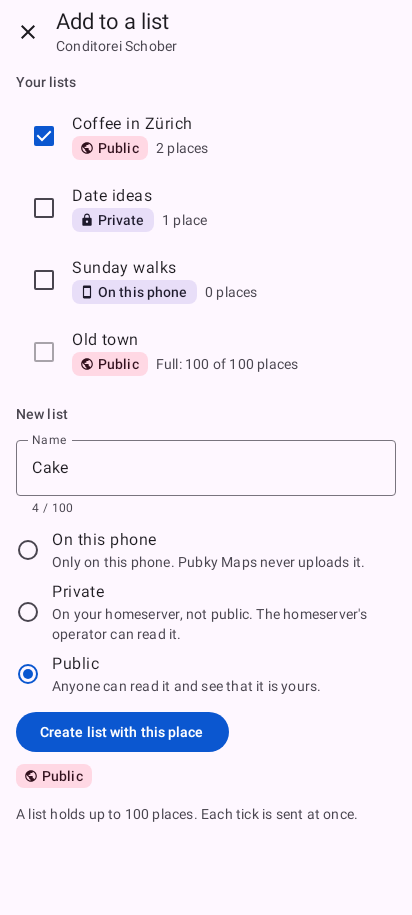 Add to a list
Conditorei Schober
Your lists
Coffee in Zürich
Public 2 places
Date ideas
Private 1 place
Sunday walks
On this phone 0 places
Old town
Public Full: 100 of 100 places
New list
Name
Cake
4 / 100
On this phone
Only on this phone. Pubky Maps never uploads it.
Private
On your homeserver, not public. The homeserver's
operator can read it.
Public
Anyone can read it and see that it is yours.
Create list with this place
Public
A list holds up to 100 places. Each tick is sent at once.